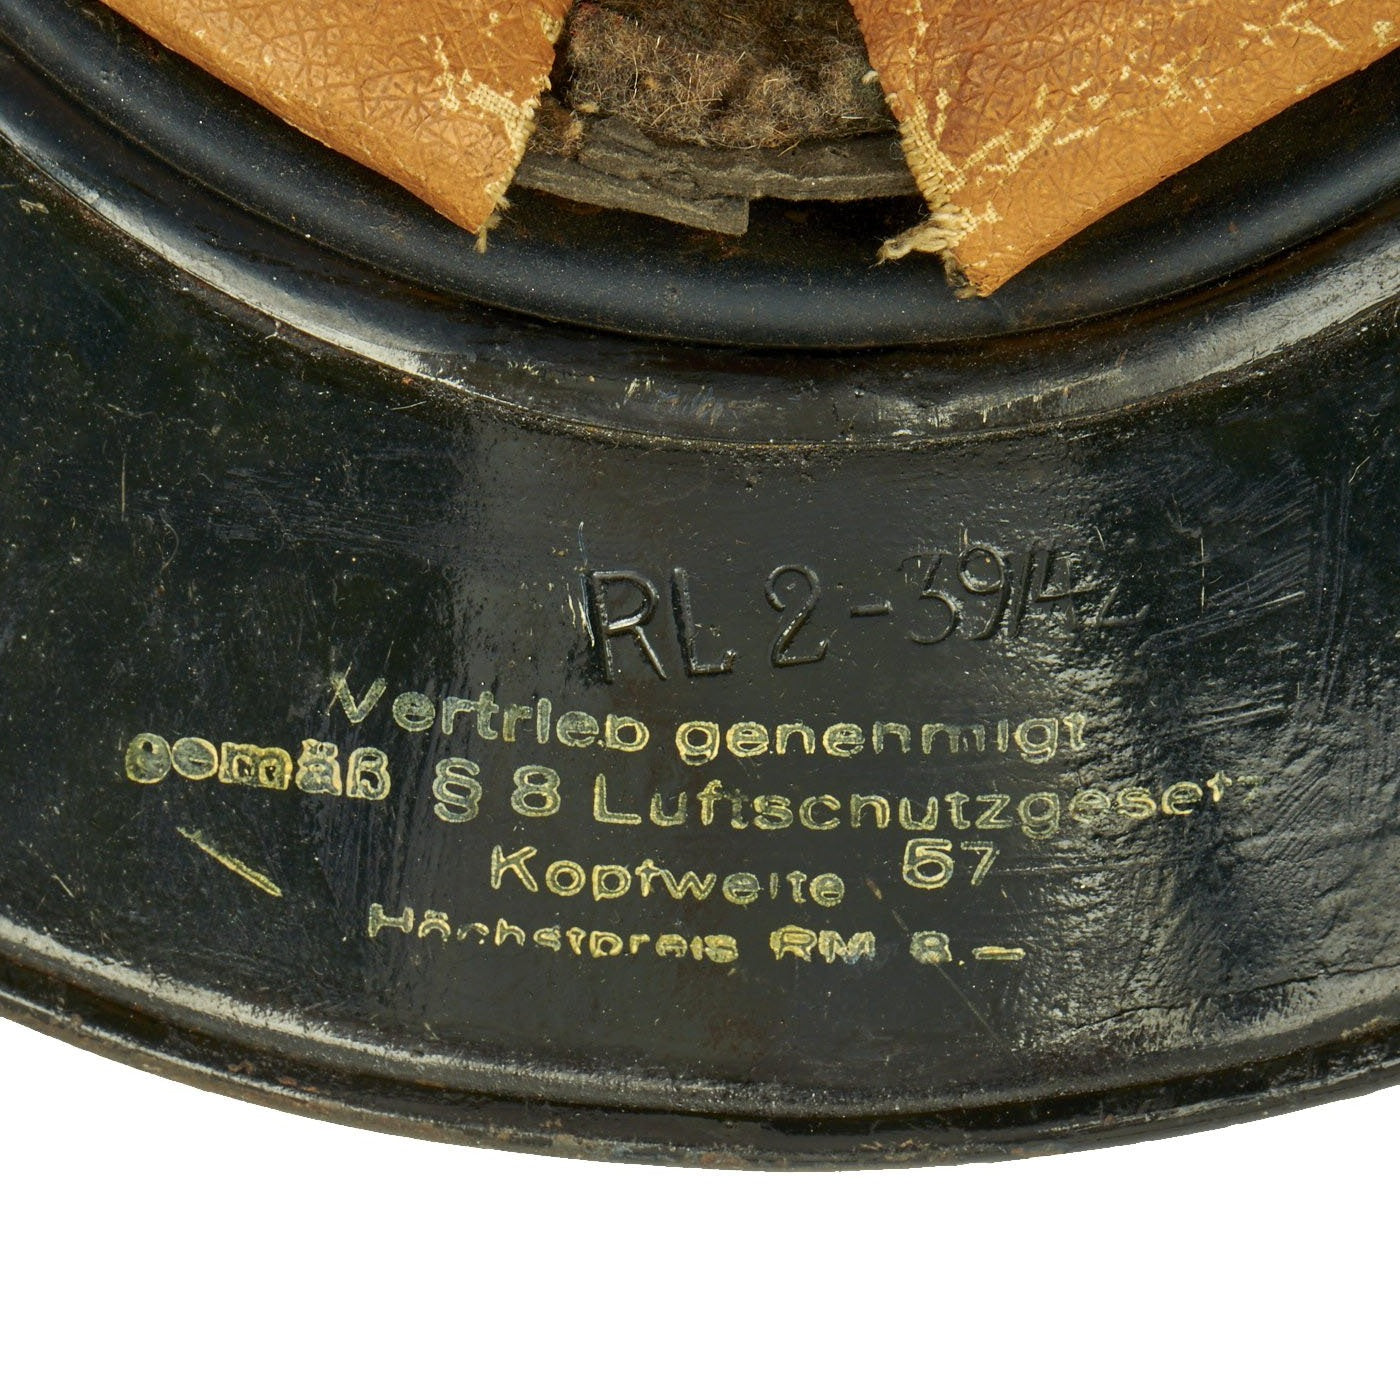 RL 2-39/42
Vertrieb genehmigt
gemäß § 8 Luftschutzgesetz
Kopfweite 57
Höchstpreis RM 8.—